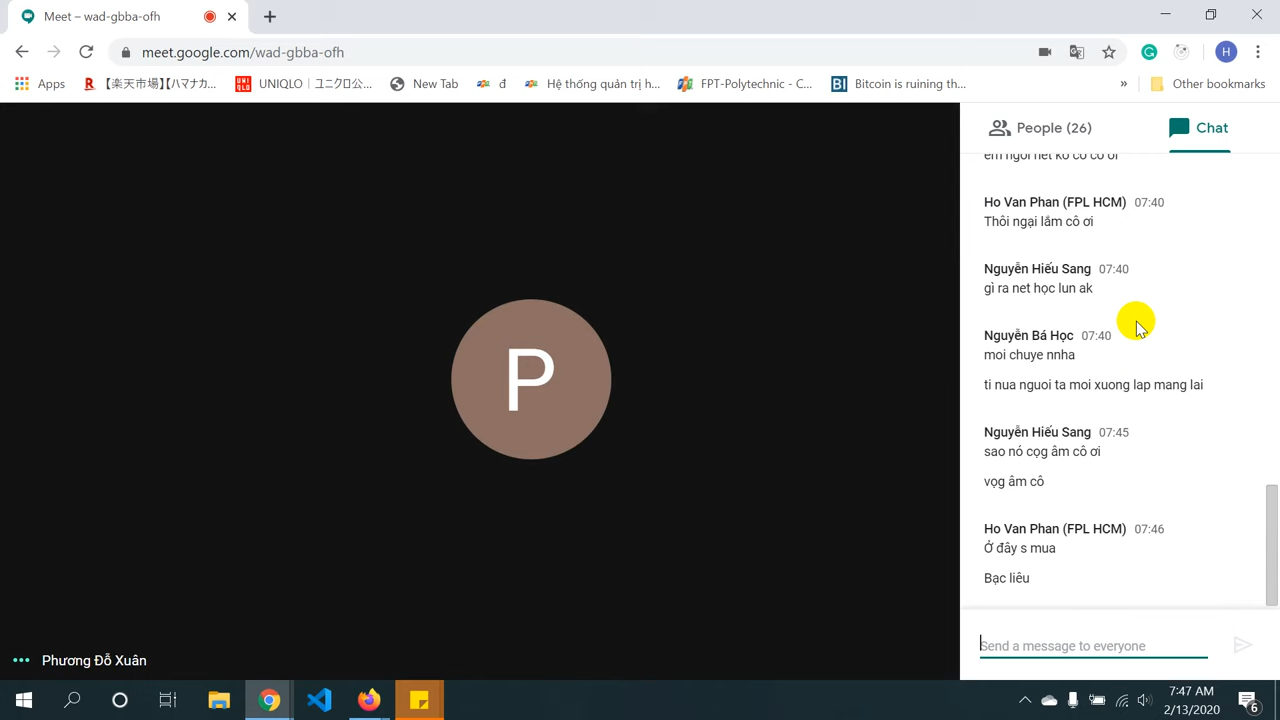 Meet – wad-gbba-ofh
meet.google.com/wad-gbba-ofh
H
Apps
R 【楽天市場】【ハマナカ...
UNIQLO | ユニクロ公...
New Tab
đ
Hệ thống quản trị h...
FPT-Polytechnic - C...
BI Bitcoin is ruining th...
»
Other bookmarks
People (26)
Chat
em ngồi net ko có cô ơi
Ho Van Phan (FPL HCM) 07:40
Thôi ngại lắm cô ơi
Nguyễn Hiếu Sang 07:40
gì ra net học lun ak
Nguyễn Bá Học 07:40
moi chuye nnha
ti nua nguoi ta moi xuong lap mang lai
Nguyễn Hiếu Sang 07:45
sao nó cọg âm cô ơi
vọg âm cô
Ho Van Phan (FPL HCM) 07:46
Ở đây s mua
Bạc liêu
Send a message to everyone
P
Phương Đỗ Xuân
7:47 AM
2/13/2020
6